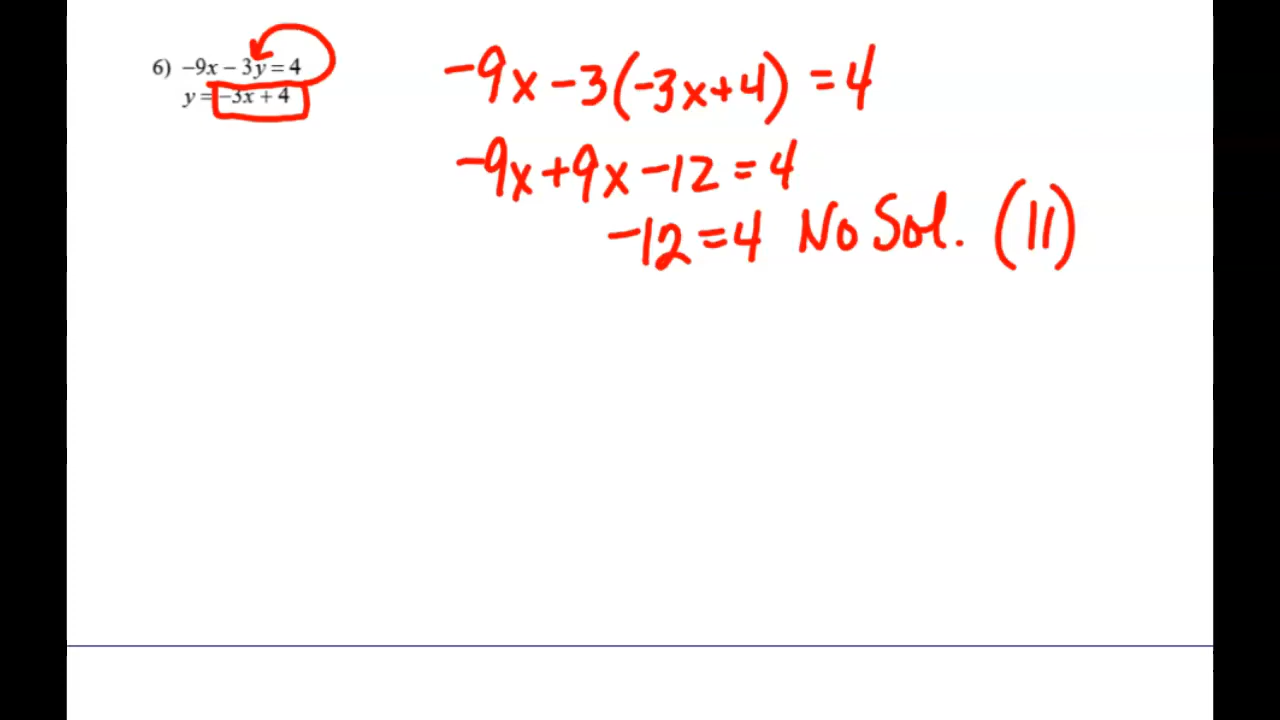 6) −9x − 3y = 4
y = −3x + 4
-9x -3(-3x+4) = 4
-9x +9x -12 = 4
-12 = 4 No Sol. (11)